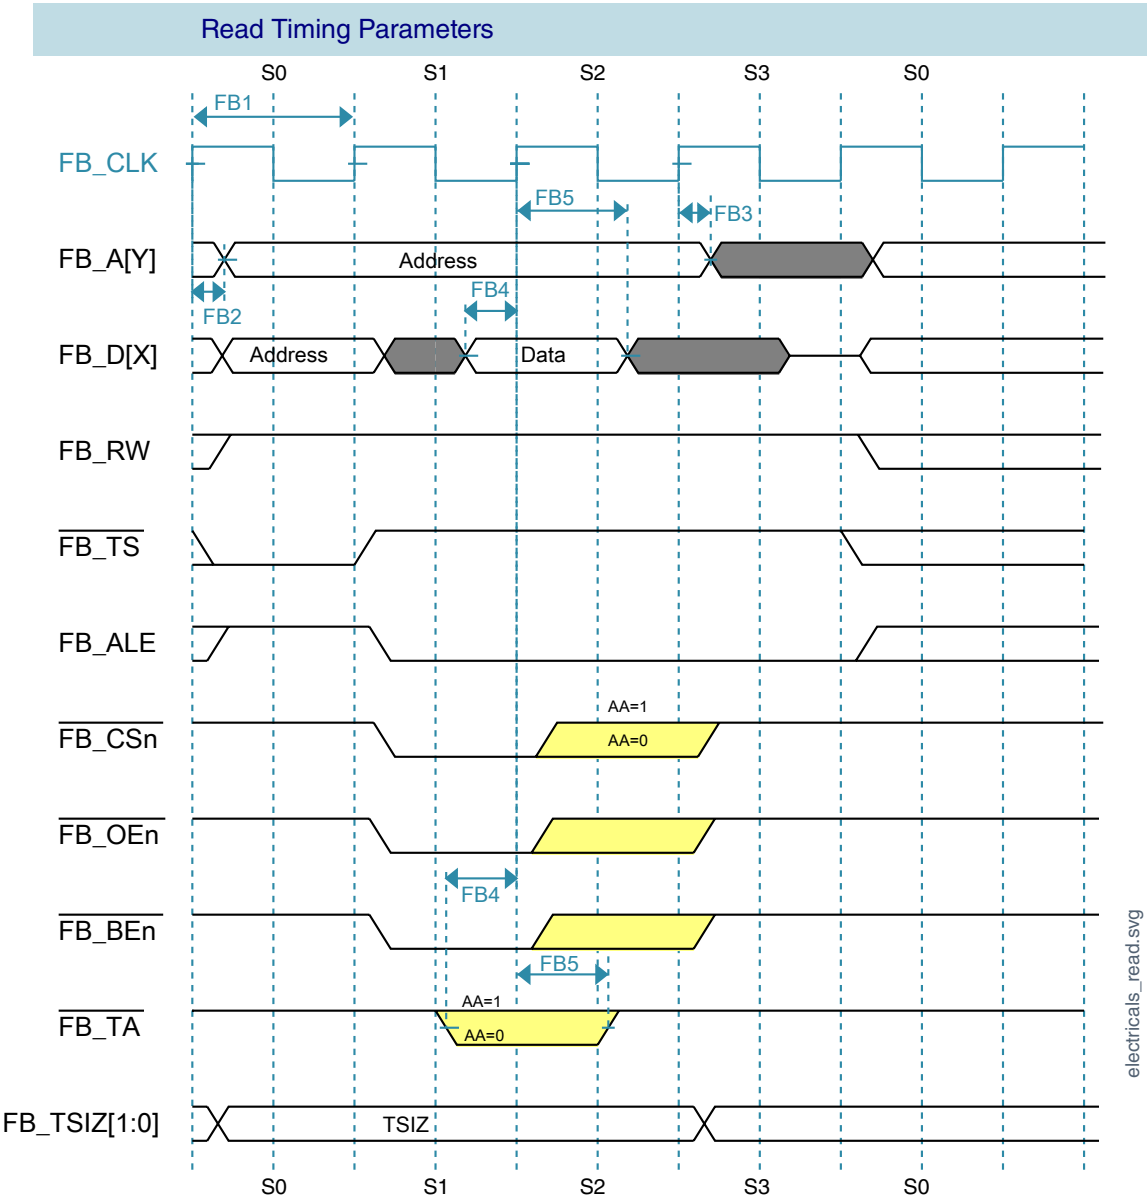 Read Timing Parameters
S0 S1 S2 S3 S0
FB1
FB_CLK
FB5
FB3
FB_A[Y]
Address
FB4
FB2
FB_D[X]
Address
Data
FB_RW
FB_TS
FB_ALE
AA=1
FB_CSn
AA=0
FB_OEn
FB4
FB_BEn
FB5
AA=1
FB_TA
AA=0
FB_TSIZ[1:0]
TSIZ
S0 S1 S2 S3 S0
electricals_read.svg